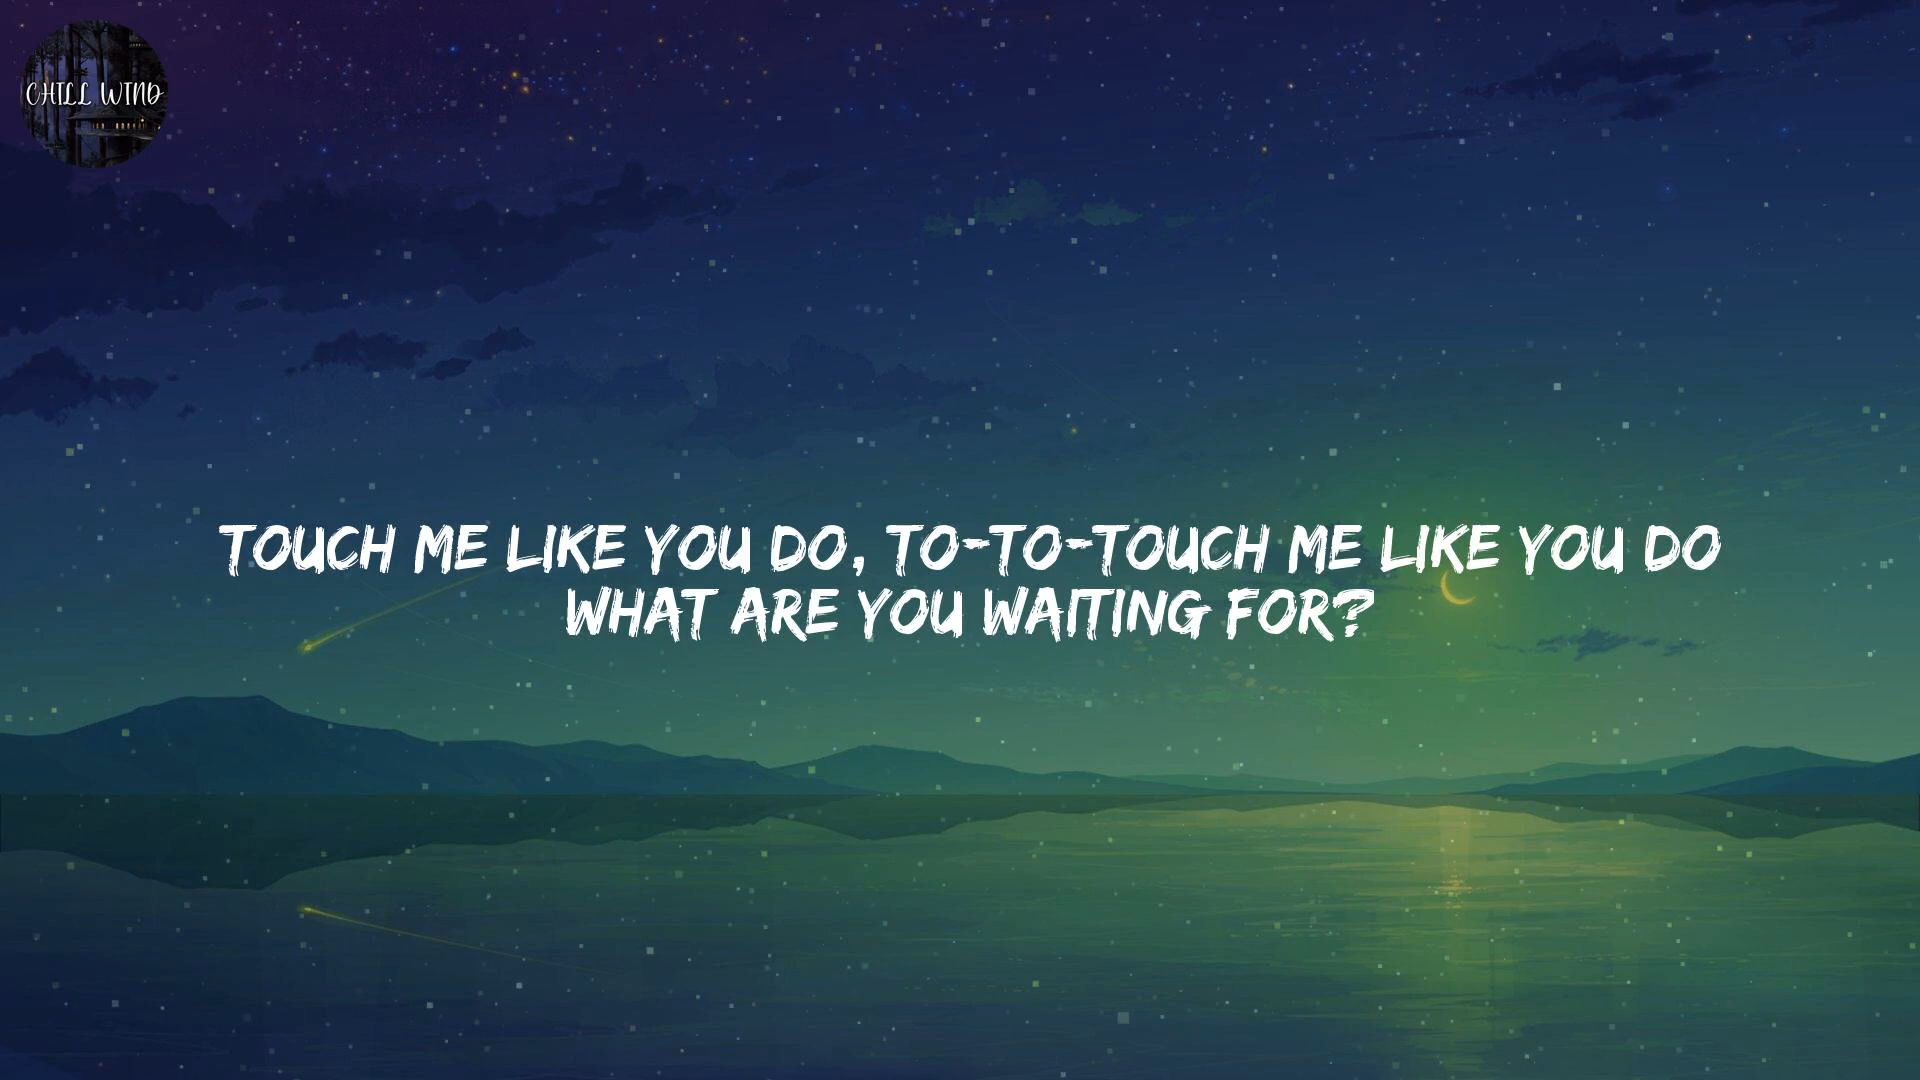 CHILL WIND
TOUCH ME LIKE YOU DO, TO-TO-TOUCH ME LIKE YOU DO
WHAT ARE YOU WAITING FOR?